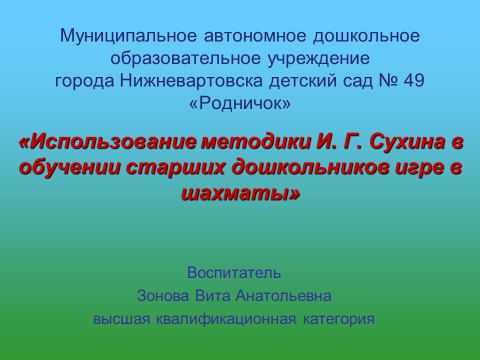 Муниципальное автономное дошкольное
образовательное учреждение
города Нижневартовска детский сад № 49
«Родничок»
«Использование методики И. Г. Сухина в
обучении старших дошкольников игре в
шахматы»
Воспитатель
Зонова Вита Анатольевна
высшая квалификационная категория